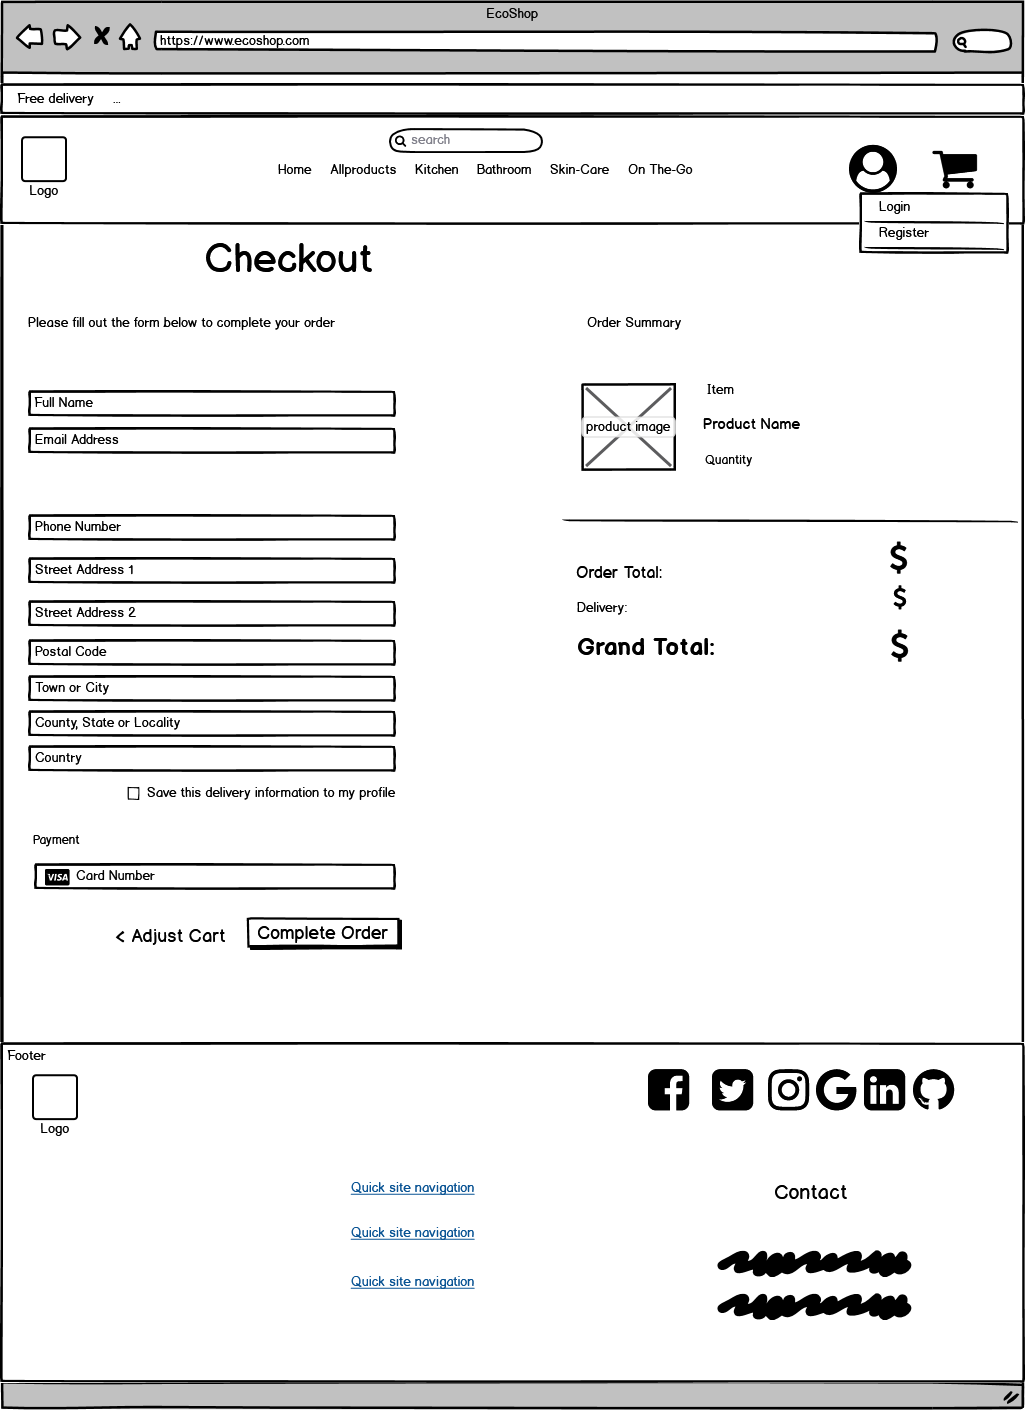 EcoShop
https://www.ecoshop.com
Free delivery ...
search
Logo
Home Allproducts Kitchen Bathroom Skin-Care On The-Go
Login
Register
Checkout
Please fill out the form below to complete your order
Full Name
Email Address
Phone Number
Street Address 1
Street Address 2
Postal Code
Town or City
County, State or Locality
Country
Save this delivery information to my profile
Payment
VISA Card Number
< Adjust Cart
Complete Order
Order Summary
product image
Item
Product Name
Quantity
Order Total: $
Delivery: $
Grand Total: $
Footer
Logo
Quick site navigation
Quick site navigation
Quick site navigation
Contact